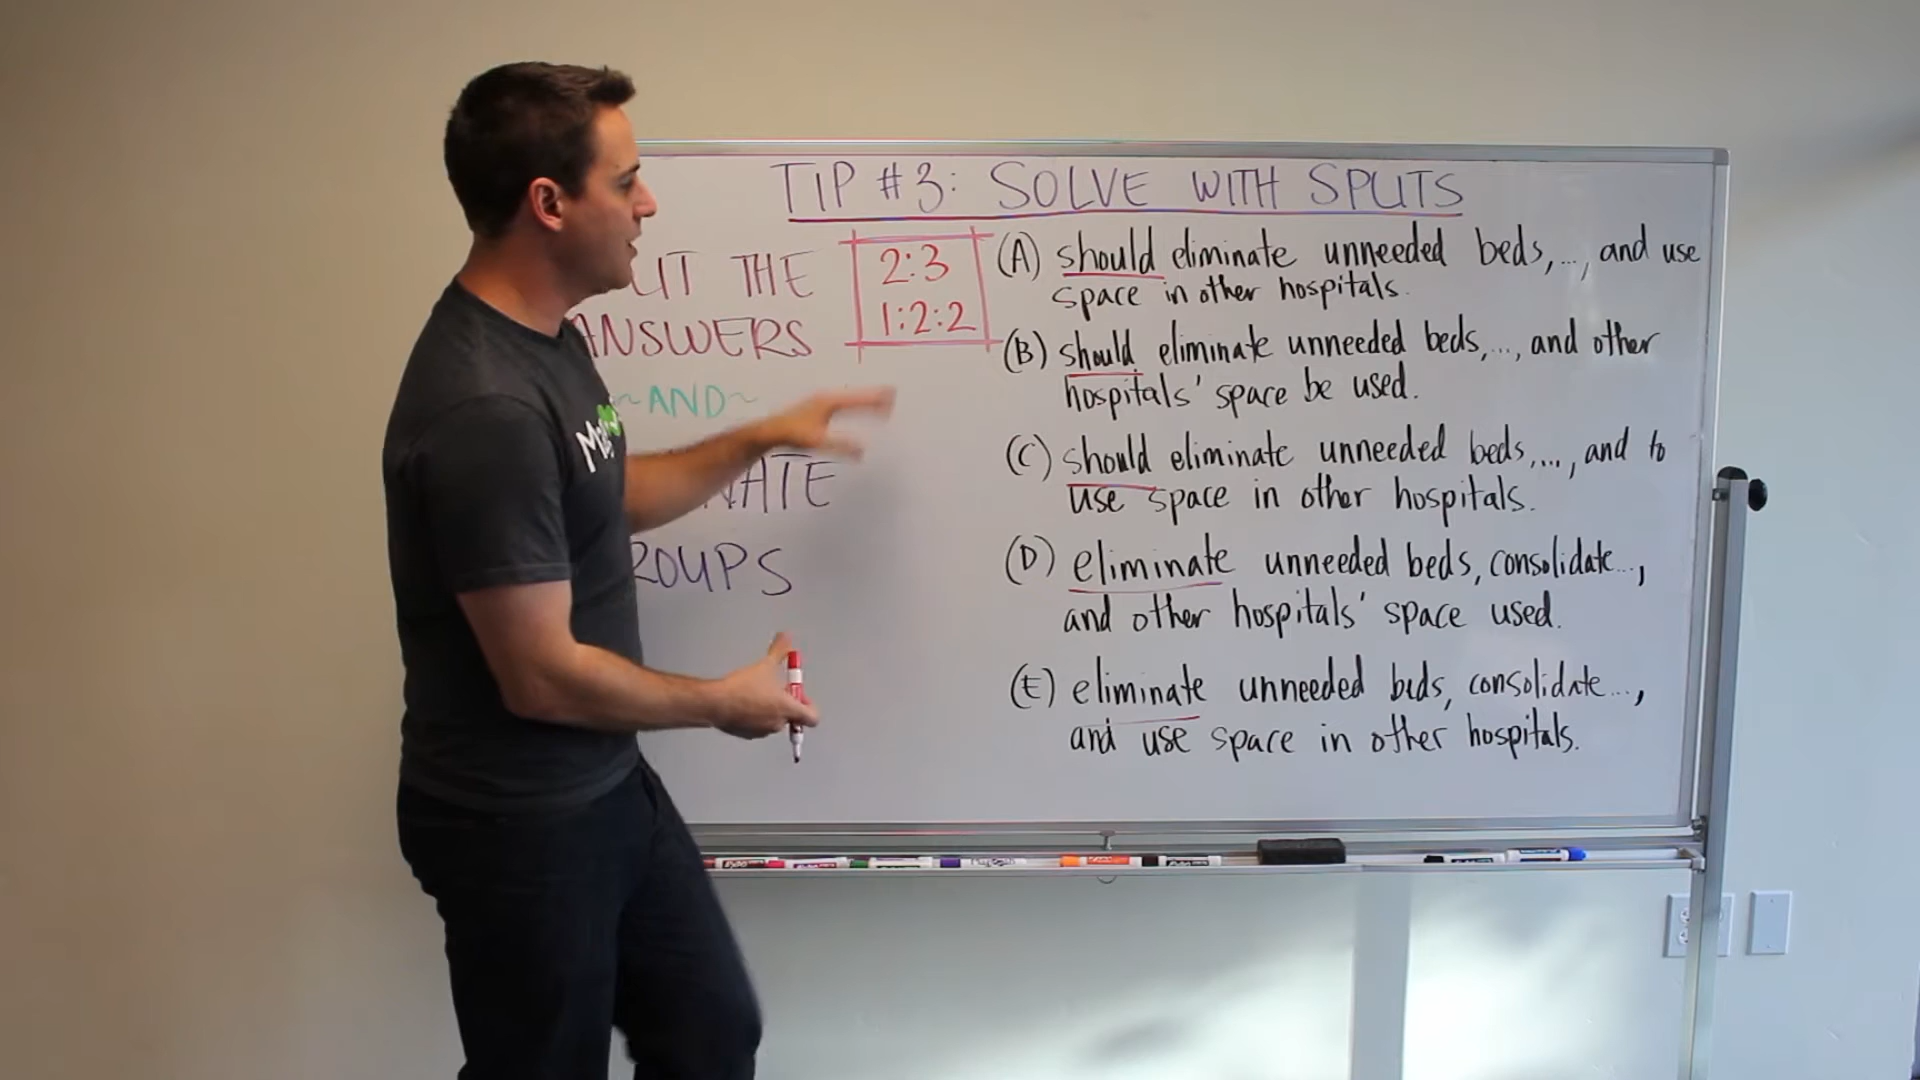 TIP #3: SOLVE WITH SPLITS
THE
ANSWERS
~AND~
2:3
1:2:2
(A) should eliminate unneeded beds,..., and use
space in other hospitals.
(B) should eliminate unneeded beds,..., and other
hospitals' space be used.
(C) should eliminate unneeded beds,..., and to
use space in other hospitals.
(D) eliminate unneeded beds, consolidate...,
and other hospitals' space used.
(E) eliminate unneeded beds, consolidate...,
and use space in other hospitals.
EXPO